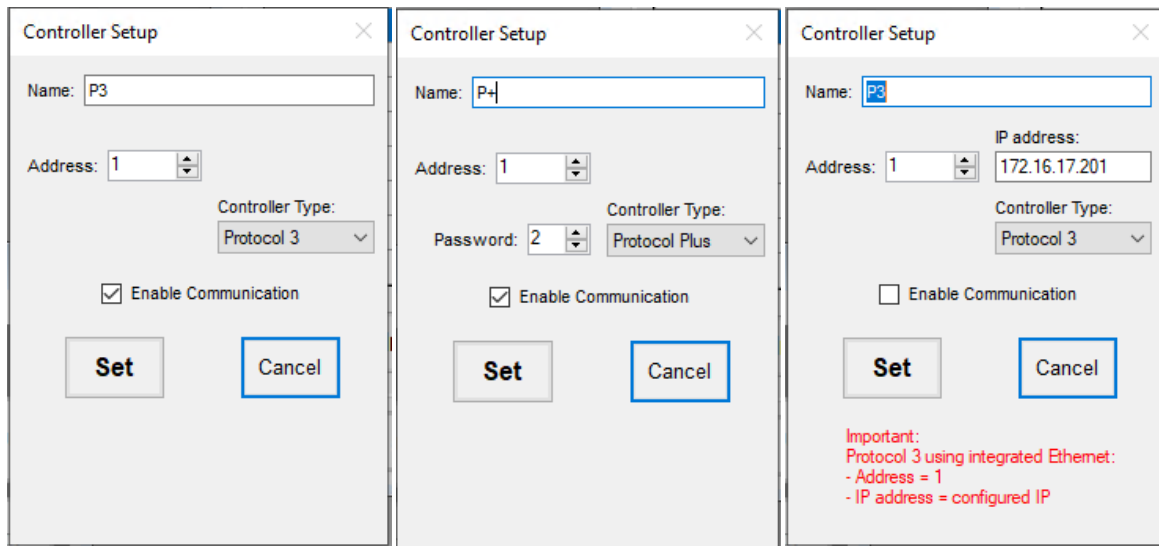 Controller Setup
Name: P3
Address: 1
Controller Type:
Protocol 3
Enable Communication
Set Cancel
Controller Setup
Name: P+
Address: 1
Controller Type:
Password: 2 Protocol Plus
Enable Communication
Set Cancel
Controller Setup
Name: P3
IP address:
Address: 1 172.16.17.201
Controller Type:
Protocol 3
Enable Communication
Set Cancel
Important:
Protocol 3 using integrated Ethernet:
- Address = 1
- IP address = configured IP